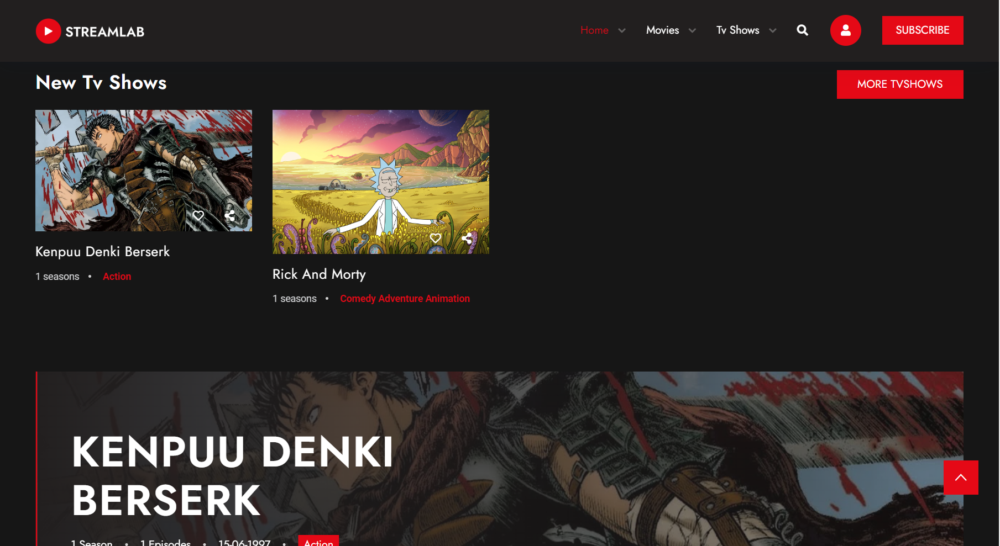 STREAMLAB
Home
Movies
Tv Shows
SUBSCRIBE
New Tv Shows
MORE TVSHOWS
Kenpuu Denki Berserk
1 seasons • Action
Rick And Morty
1 seasons • Comedy Adventure Animation
KENPUU DENKI
BERSERK
1 Season • 1 Episodes • 15-06-1997 • Action